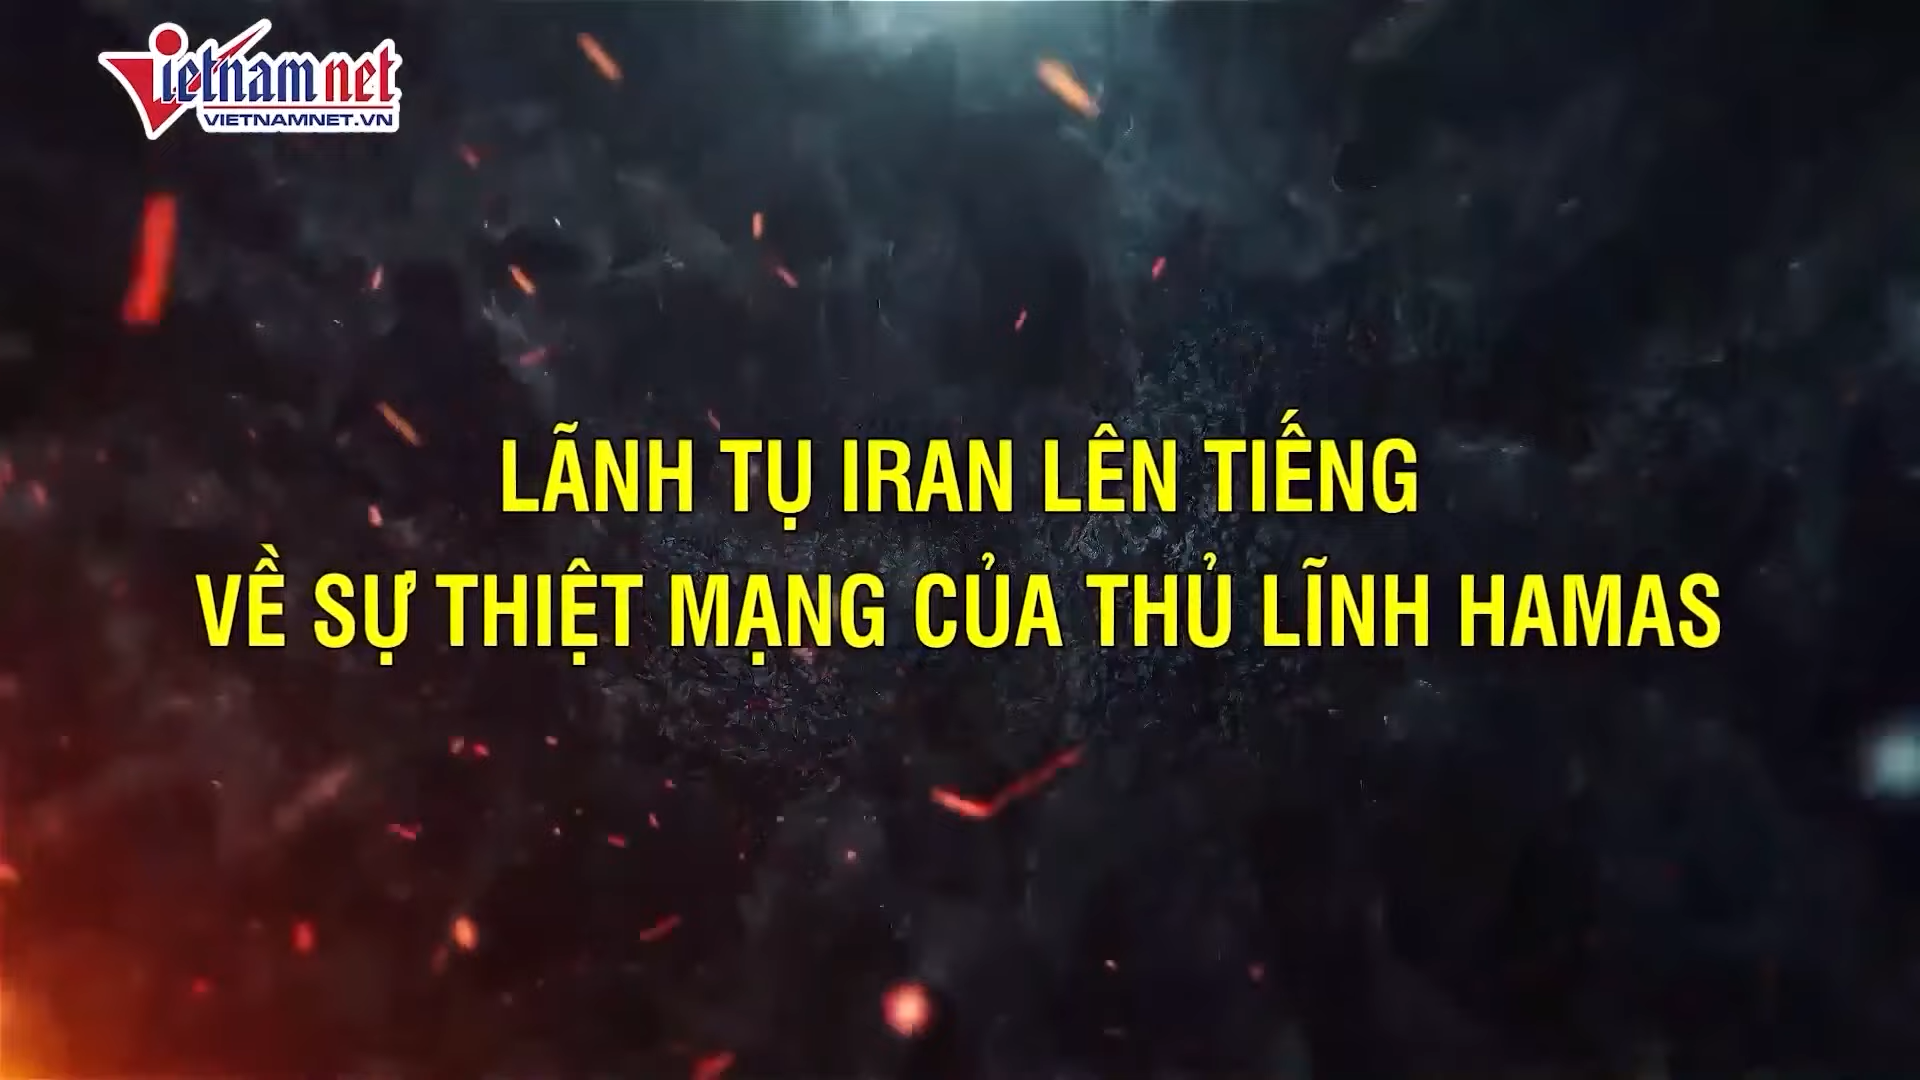 Vietnamnet
VIETNAMNET.VN
LÃNH TỤ IRAN LÊN TIẾNG
VỀ SỰ THIỆT MẠNG CỦA THỦ LĨNH HAMAS